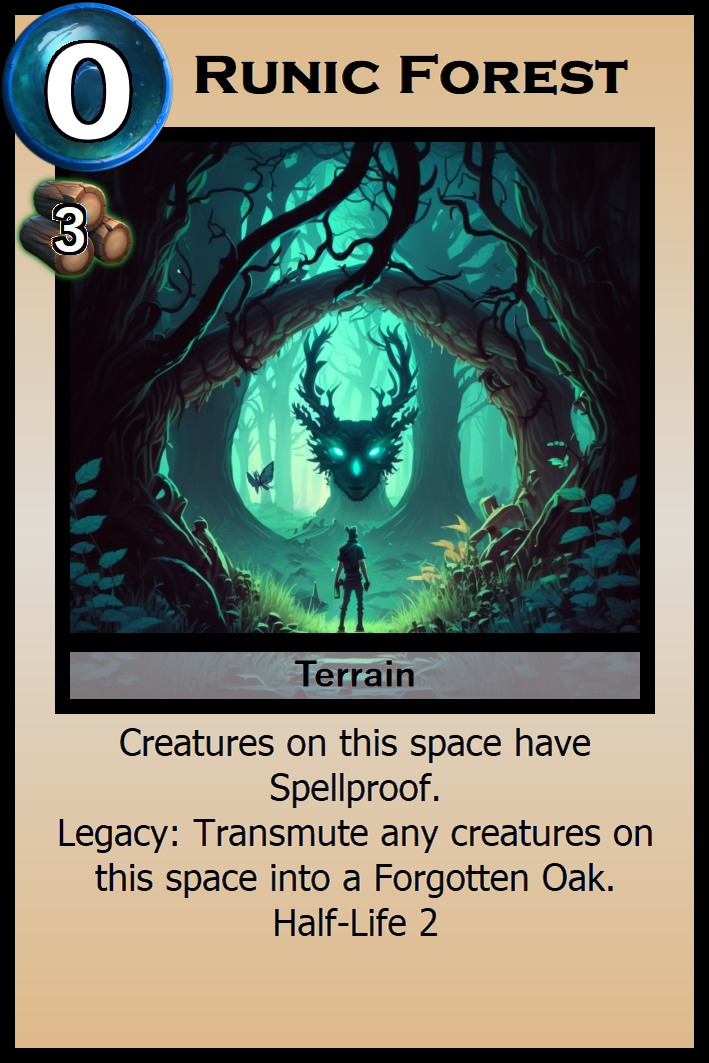 0
Runic Forest
3
Terrain
Creatures on this space have
Spellproof.
Legacy: Transmute any creatures on
this space into a Forgotten Oak.
Half-Life 2